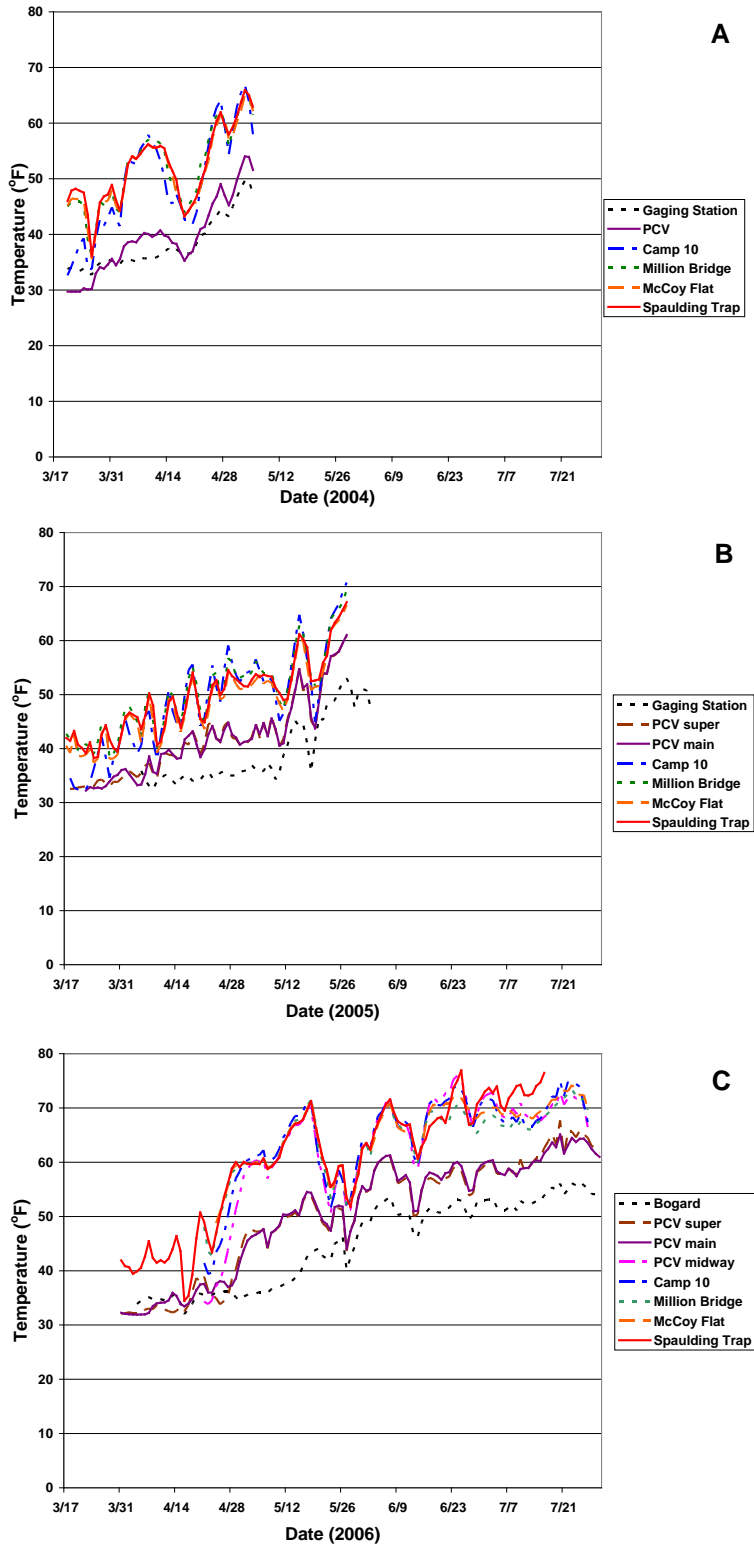 A
80
70
60
50
40
30
20
10
0
Temperature (°F)
3/17 3/31 4/14 4/28 5/12 5/26 6/9 6/23 7/7 7/21
Date (2004)
Gaging Station
PCV
Camp 10
Million Bridge
McCoy Flat
Spaulding Trap
B
80
70
60
50
40
30
20
10
0
Temperature (°F)
3/17 3/31 4/14 4/28 5/12 5/26 6/9 6/23 7/7 7/21
Date (2005)
Gaging Station
PCV super
PCV main
Camp 10
Million Bridge
McCoy Flat
Spaulding Trap
C
80
70
60
50
40
30
20
10
0
Temperature (°F)
3/17 3/31 4/14 4/28 5/12 5/26 6/9 6/23 7/7 7/21
Date (2006)
Bogard
PCV super
PCV main
PCV midway
Camp 10
Million Bridge
McCoy Flat
Spaulding Trap